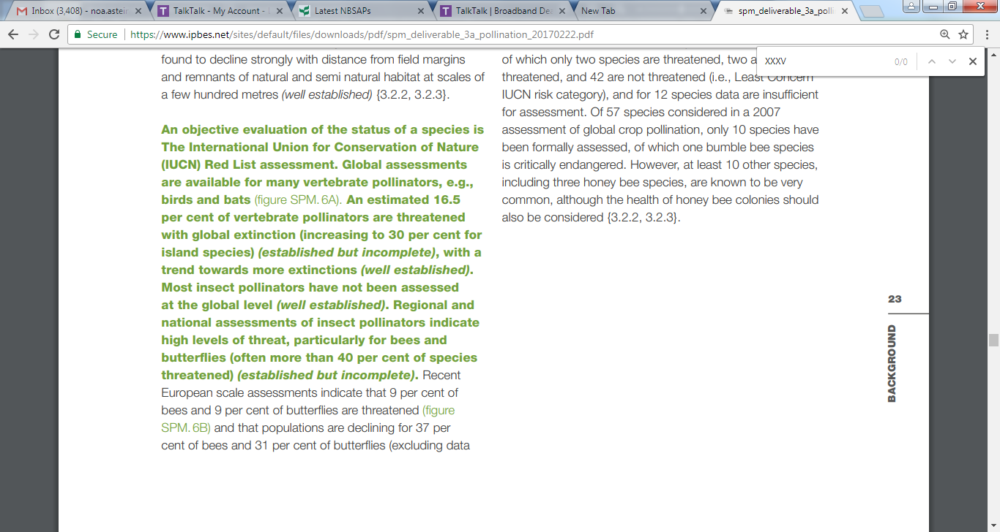 Inbox (3,408) - noa.astein
TalkTalk - My Account -
Latest NBSAPs
TalkTalk | Broadband De
New Tab
spm_deliverable_3a_polli
Secure
https://www.ipbes.net/sites/default/files/downloads/pdf/spm_deliverable_3a_pollination_20170222.pdf
XXXV
0/0
found to decline strongly with distance from field margins
and remnants of natural and semi natural habitat at scales of
a few hundred metres (well established) {3.2.2, 3.2.3}.
An objective evaluation of the status of a species is
The International Union for Conservation of Nature
(IUCN) Red List assessment. Global assessments
are available for many vertebrate pollinators, e.g.,
birds and bats (figure SPM. 6A). An estimated 16.5
per cent of vertebrate pollinators are threatened
with global extinction (increasing to 30 per cent for
island species) (established but incomplete), with a
trend towards more extinctions (well established).
Most insect pollinators have not been assessed
at the global level (well established). Regional and
national assessments of insect pollinators indicate
high levels of threat, particularly for bees and
butterflies (often more than 40 per cent of species
threatened) (established but incomplete). Recent
European scale assessments indicate that 9 per cent of
bees and 9 per cent of butterflies are threatened (figure
SPM. 6B) and that populations are declining for 37 per
cent of bees and 31 per cent of butterflies (excluding data
of which only two species are threatened, two a
threatened, and 42 are not threatened (i.e., Least Concern
IUCN risk category), and for 12 species data are insufficient
for assessment. Of 57 species considered in a 2007
assessment of global crop pollination, only 10 species have
been formally assessed, of which one bumble bee species
is critically endangered. However, at least 10 other species,
including three honey bee species, are known to be very
common, although the health of honey bee colonies should
also be considered {3.2.2, 3.2.3}.
23
BACKGROUND